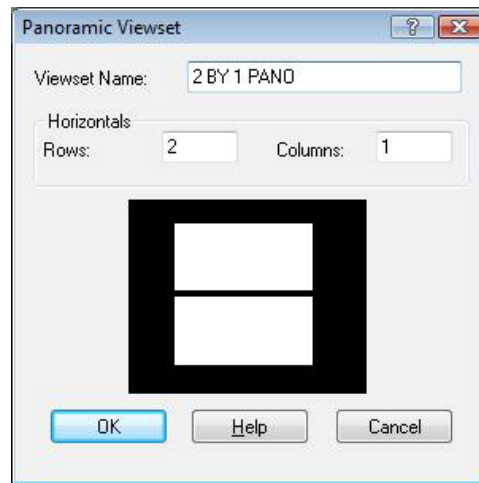 Panoramic Viewset
Viewset Name: 2 BY 1 PANO
Horizontals
Rows: 2 Columns: 1
OK Help Cancel